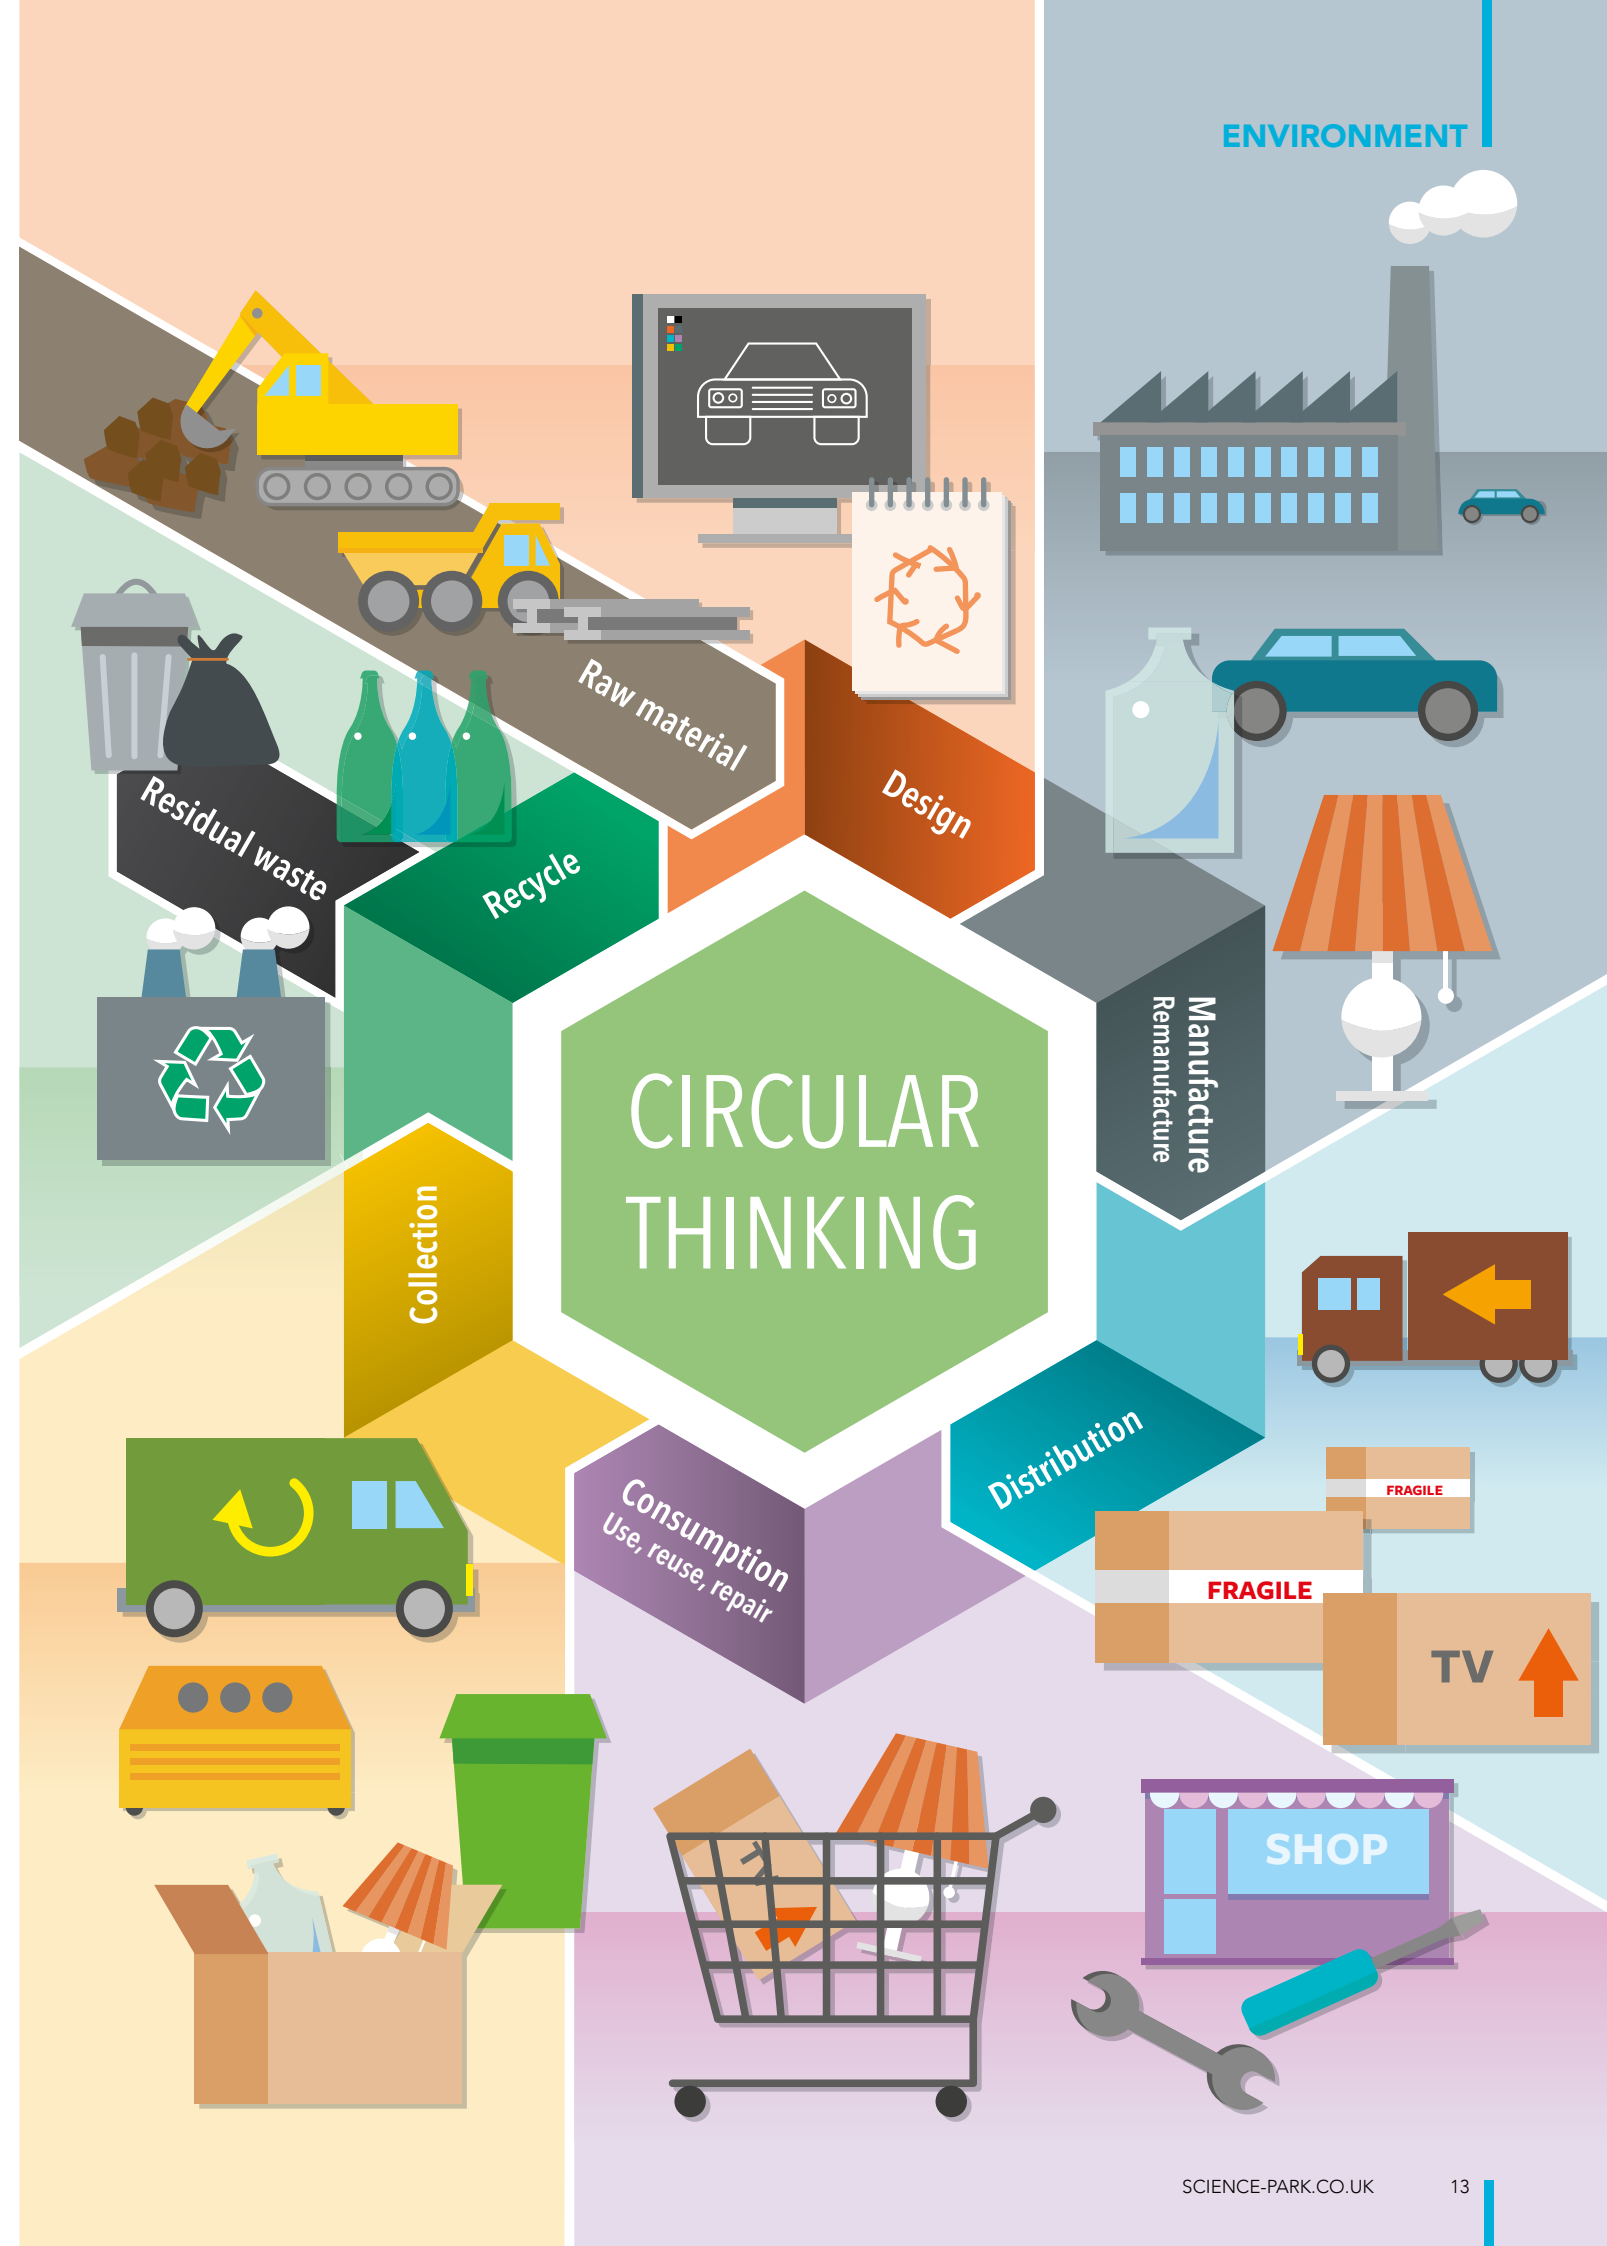 ENVIRONMENT
Raw material
Design
Residual waste
Recycle
Manufacture
Remanufacture
CIRCULAR
THINKING
Collection
Distribution
Consumption
Use, reuse, repair
FRAGILE
FRAGILE
TV
TV
SHOP
SCIENCE-PARK.CO.UK 13